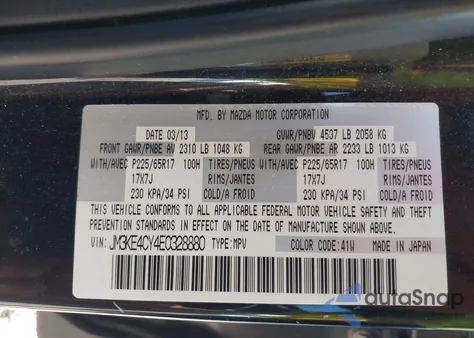 MFD. BY MAZDA MOTOR CORPORATION
DATE 03/13 GVWR/PNBV 4537 LB 2058 KG
FRONT GAWR/PNBE AV 2310 LB 1048 KG REAR GAWR/PNBE AR 2233 LB 1013 KG
WITH/AVEC P225/65R17 100H TIRES/PNEUS WITH/AVEC P225/65R17 100H TIRES/PNEUS
17X7J RIMS/JANTES 17X7J RIMS/JANTES
230 KPA/34 PSI COLD/A FROID 230 KPA/34 PSI COLD/A FROID
THIS VEHICLE CONFORMS TO ALL APPLICABLE FEDERAL MOTOR VEHICLE SAFETY
AND THEFT PREVENTION STANDARDS IN EFFECT ON THE DATE OF
MANUFACTURE SHOWN ABOVE.
VIN: JM3KE4CY4E0328880 TYPE:MPV COLOR CODE:41W MADE IN JAPAN
autoSnap